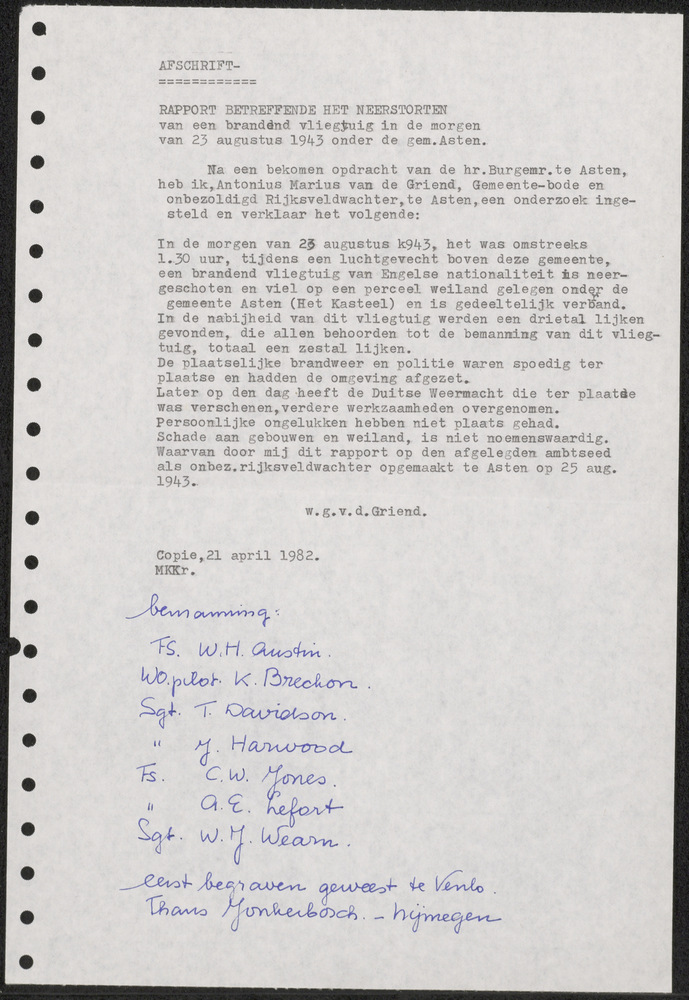 AFSCHRIFT-
============
RAPPORT BETREFFENDE HET NEERSTORTEN
van een brandénd vliegtuig in de morgen
van 23 augustus 1943 onder de gem.Asten.
Na een bekomen opdracht van de hr.Burgemr.te Asten,
heb ik,Antonius Marius van de Griend, Gemeente-bode en
onbezoldigd Rijksveldwachter,te Asten,een onderzoek inge-
steld en verklaar het volgende:
In de morgen van 23 augustus k943, het was omstreeks
1.30 uur, tijdens een luchtgevecht boven deze gemeente,
een brandend vliegtuig van Engelse nationaliteit is neer-
geschoten en viel op een perceel weiland gelegen onder de
gemeente Asten (Het Kasteel) en is gedeeltelijk verband.
In de nabijheid van dit vliegtuig werden een drietal lijken
gevonden, die allen behoorden tot de bemanning van dit vlieg-
tuig, totaal een zestal lijken.
De plaatselijke brandweer en politie waren spoedig ter
plaatse en hadden de omgeving afgezet.
Later op den dag heeft de Duitse Weermacht die ter plaatse
was verschenen,verdere werkzaamheden overgenomen.
Persoonlijke ongelukken hebben niet plaats gehad.
Schade aan gebouwen en weiland, is niet noemenswaardig.
Waarvan door mij dit rapport op den afgelegden ambtseed
als onbez.rijksveldwachter opgemaakt te Asten op 25 aug.
1943.
w.g.v.d.Griend.
Copie,21 april 1982.
MKKr.
bemanning:
FS. W.H. Austin.
WO.pilot. K. Brechon.
Sgt. T. Davidson.
" J. Harwood
Fs. C.W. Jones.
" A.E. Lefort
Sgt. W.J. Wearn.
eerst begraven geweest te Venlo.
Thans Jonkerbosch. - Nijmegen